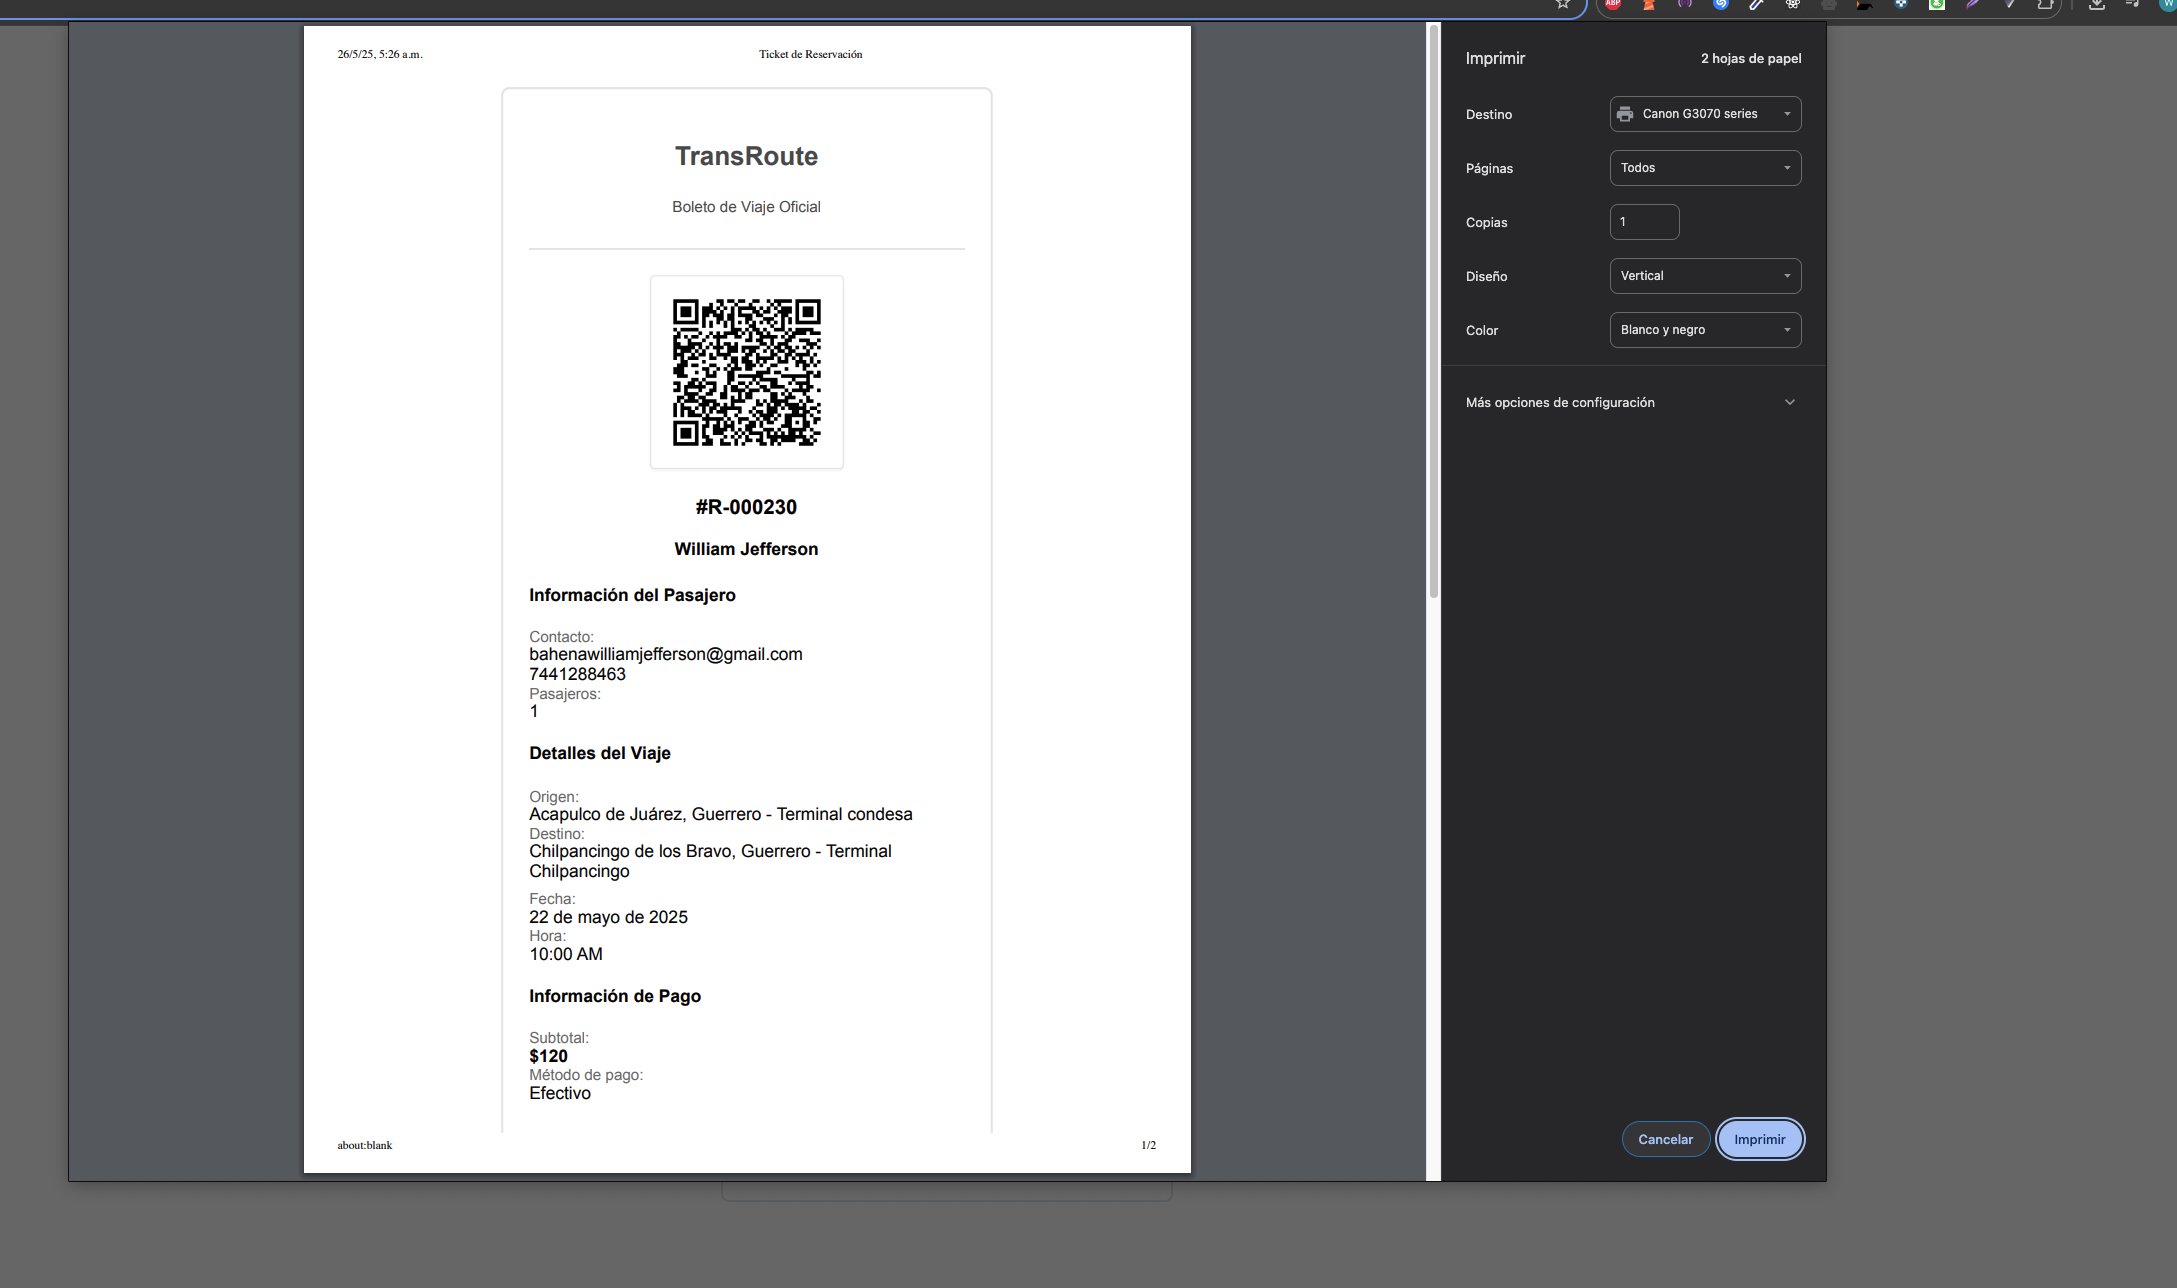 26/5/25, 5:26 a.m.
Ticket de Reservación
TransRoute
Boleto de Viaje Oficial
#R-000230
William Jefferson
Información del Pasajero
Contacto:
bahenawilliamjefferson@gmail.com
7441288463
Pasajeros:
1
Detalles del Viaje
Origen:
Acapulco de Juárez, Guerrero - Terminal condesa
Destino:
Chilpancingo de los Bravo, Guerrero - Terminal
Chilpancingo
Fecha:
22 de mayo de 2025
Hora:
10:00 AM
Información de Pago
Subtotal:
$120
Método de pago:
Efectivo
about:blank
1/2
Imprimir
2 hojas de papel
Destino
Canon G3070 series
Páginas
Todos
Copias
1
Diseño
Vertical
Color
Blanco y negro
Más opciones de configuración
Cancelar
Imprimir
ABP
W